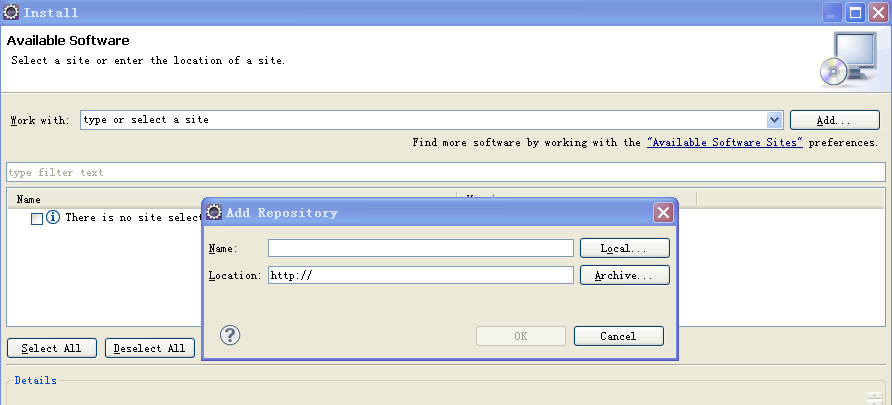 Install
Available Software
Select a site or enter the location of a site.
Work with: type or select a site Add...
Find more software by working with the "Available Software Sites" preferences.
type filter text
Name
There is no site select
Add Repository
Name: Local...
Location: http:// Archive...
? OK Cancel
Select All Deselect All
Details